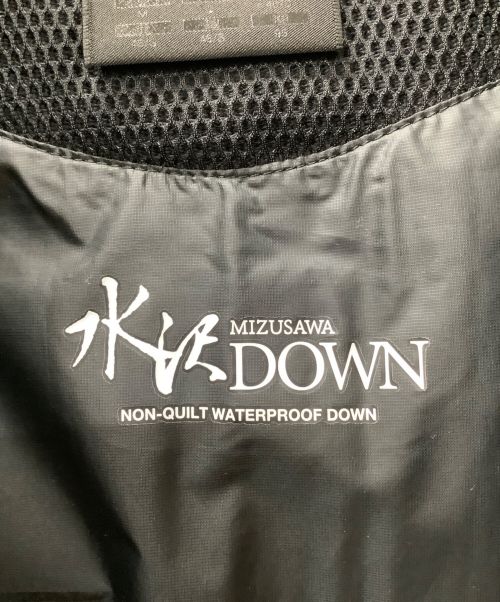 水沢 MIZUSAWA
DOWN
NON-QUILT WATERPROOF DOWN